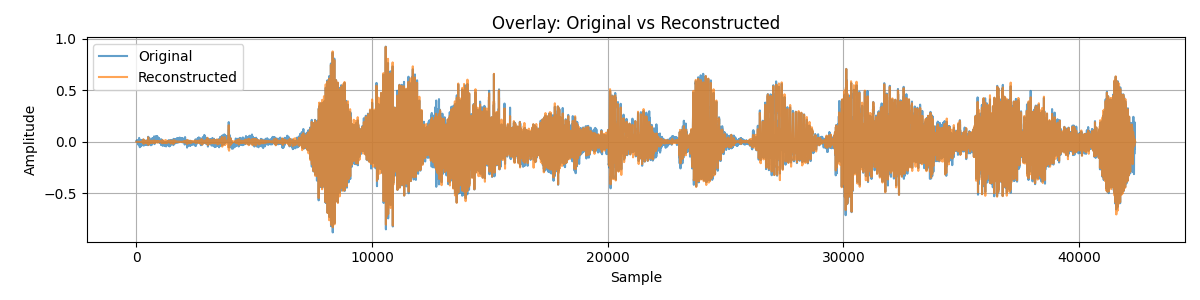 Overlay: Original vs Reconstructed
Original
Reconstructed
Amplitude
1.0
0.5
0.0
−0.5
0
10000
20000
30000
40000
Sample